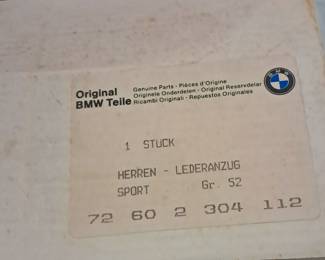 Original
BMW Teile
Genuine Parts - Pièces d'Origine
Originele Onderdelen - Original Reservdelar
Ricambi Originali - Repuestos Originales
BMW
1 STUCK
HERREN - LEDERANZUG
SPORT Gr. 52
72 60 2 304 112